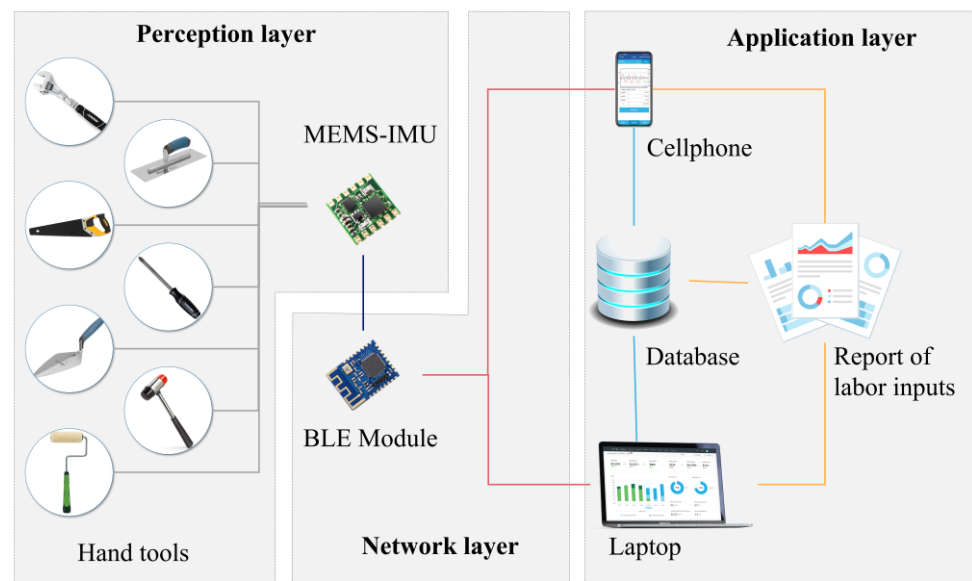 Perception layer
Application layer
MEMS-IMU
Cellphone
Database
Report of
labor inputs
BLE Module
Hand tools
Network layer
Laptop